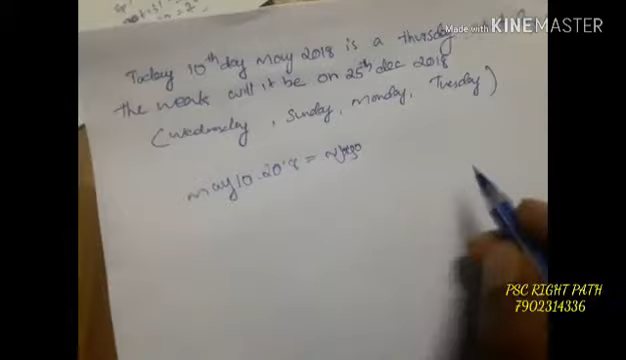 Made with KINEMASTER
Today 10th day May 2018 is a thursday
the week will it be on 25th dec 2018
(wednesday , sunday, monday, Tuesday)
may 10.2018 =
PSC RIGHT PATH
7902314336